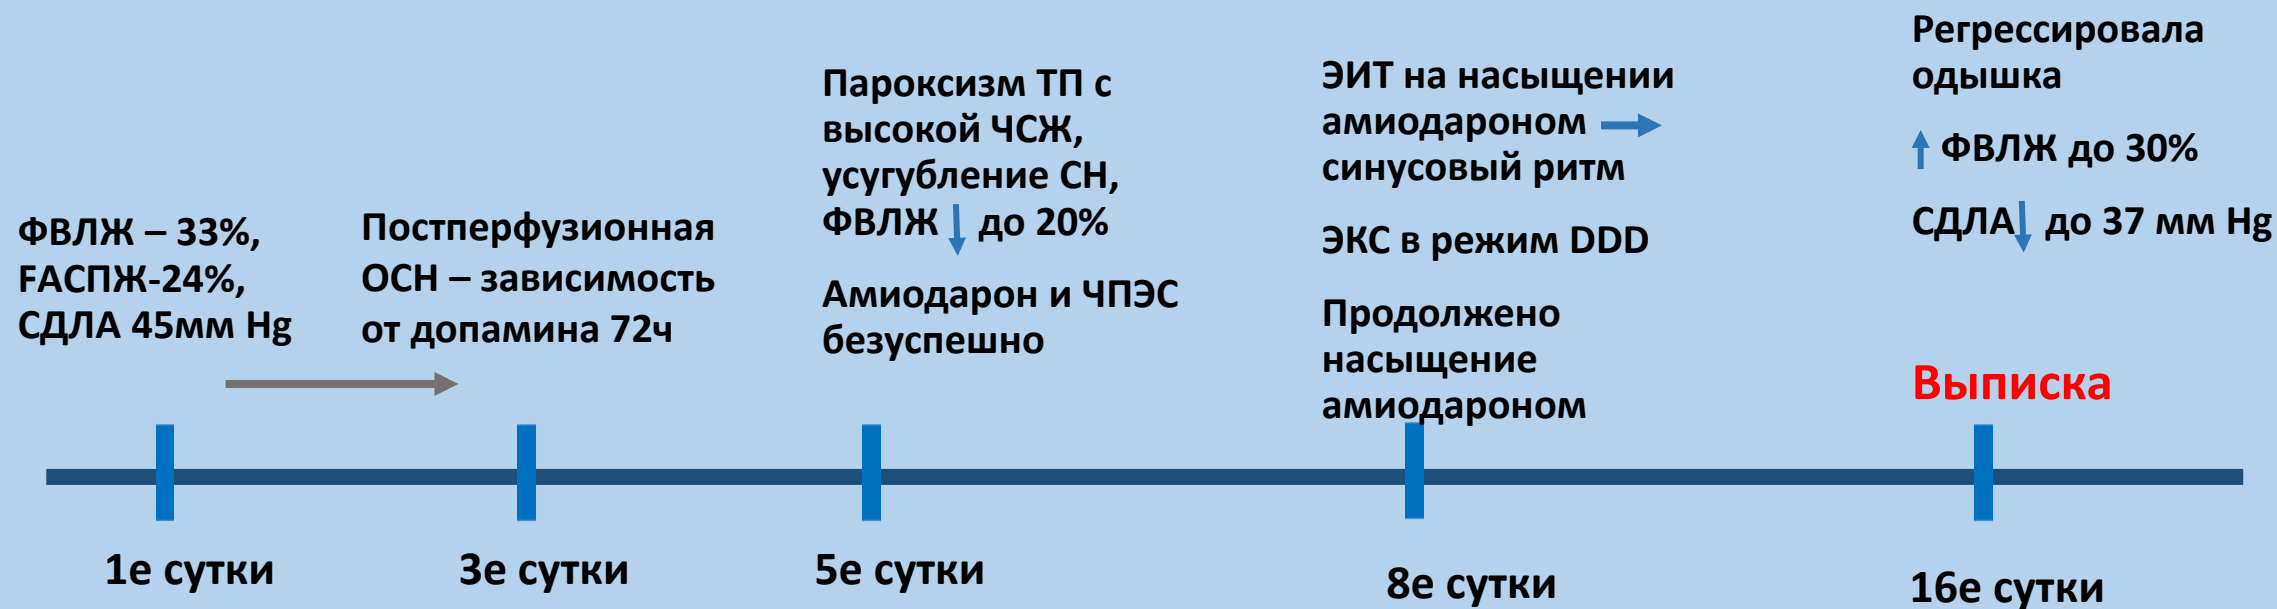 ФВЛЖ – 33%,
FАСПЖ-24%,
СДЛА 45мм Hg
Постперфузионная
ОСН – зависимость
от допамина 72ч
Пароксизм ТП с
высокой ЧСЖ,
усугубление СН,
ФВЛЖ до 20%
Амиодарон и ЧПЭС
безуспешно
ЭИТ на насыщении
амиодароном
синусовый ритм
ЭКС в режим DDD
Продолжено
насыщение
амиодароном
Регрессировала
одышка
ФВЛЖ до 30%
СДЛА до 37 мм Hg
Выписка
1е сутки
3е сутки
5е сутки
8е сутки
16е сутки